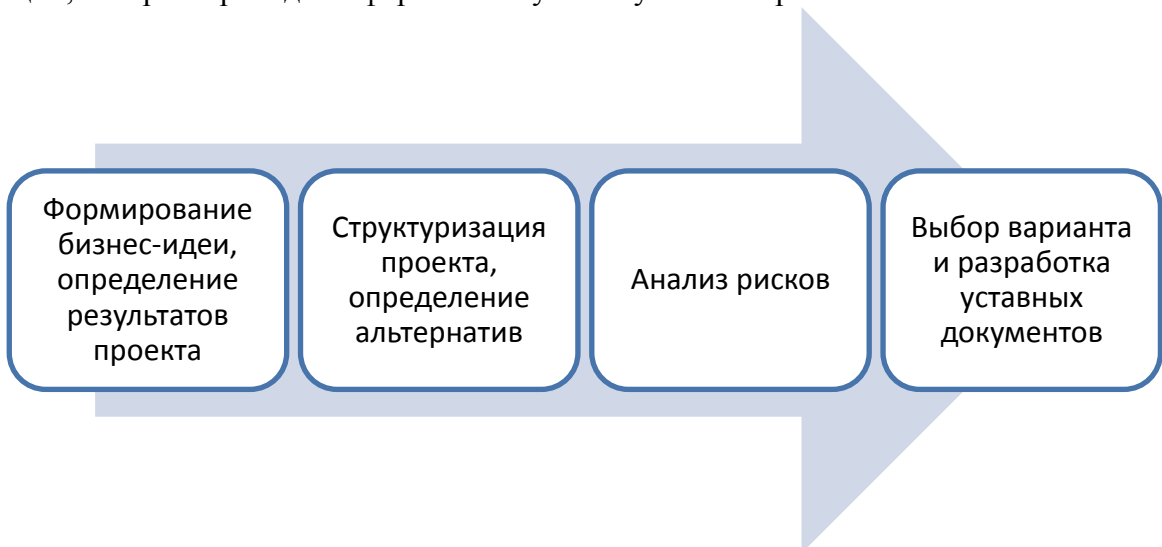 Формирование
бизнес-идеи,
определение
результатов
проекта
Структуризация
проекта,
определение
альтернатив
Анализ рисков
Выбор варианта
и разработка
уставных
документов